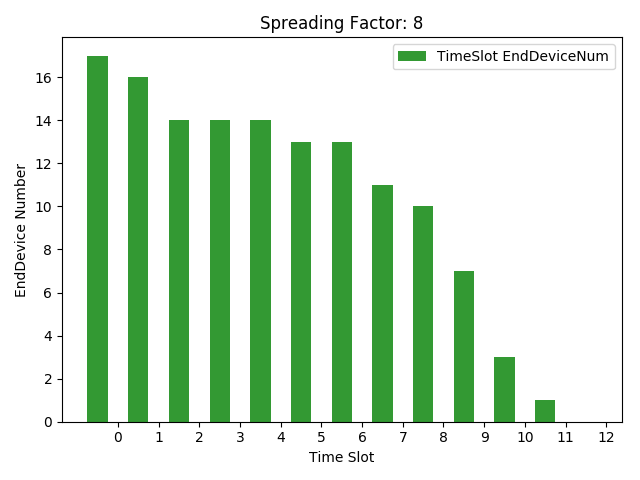 Spreading Factor: 8
TimeSlot EndDeviceNum
EndDevice Number
16
14
12
10
8
6
4
2
0
0 1 2 3 4 5 6 7 8 9 10 11 12
Time Slot